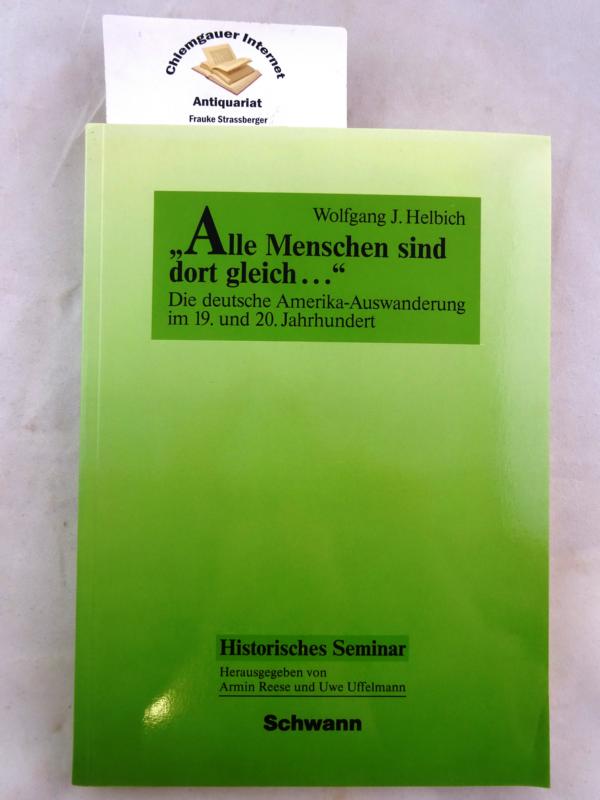 Chiemgauer Internet
Antiquariat
Frauke Strassberger
Wolfgang J. Helbich
„Alle Menschen sind
dort gleich...“
Die deutsche Amerika-Auswanderung
im 19. und 20. Jahrhundert
Historisches Seminar
Herausgegeben von
Armin Reese und Uwe Uffelmann
Schwann